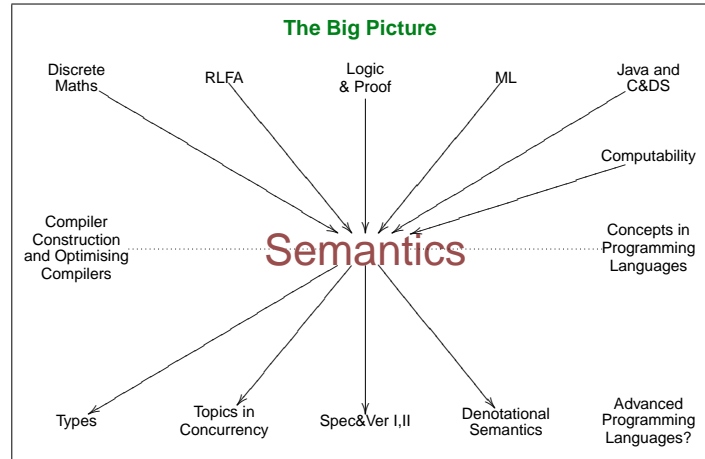 The Big Picture
Discrete
Maths
RLFA
Logic
& Proof
ML
Java and
C&DS
Computability
Compiler
Construction
and Optimising
Compilers
Semantics
Concepts in
Programming
Languages
Types
Topics in
Concurrency
Spec&Ver I,II
Denotational
Semantics
Advanced
Programming
Languages?